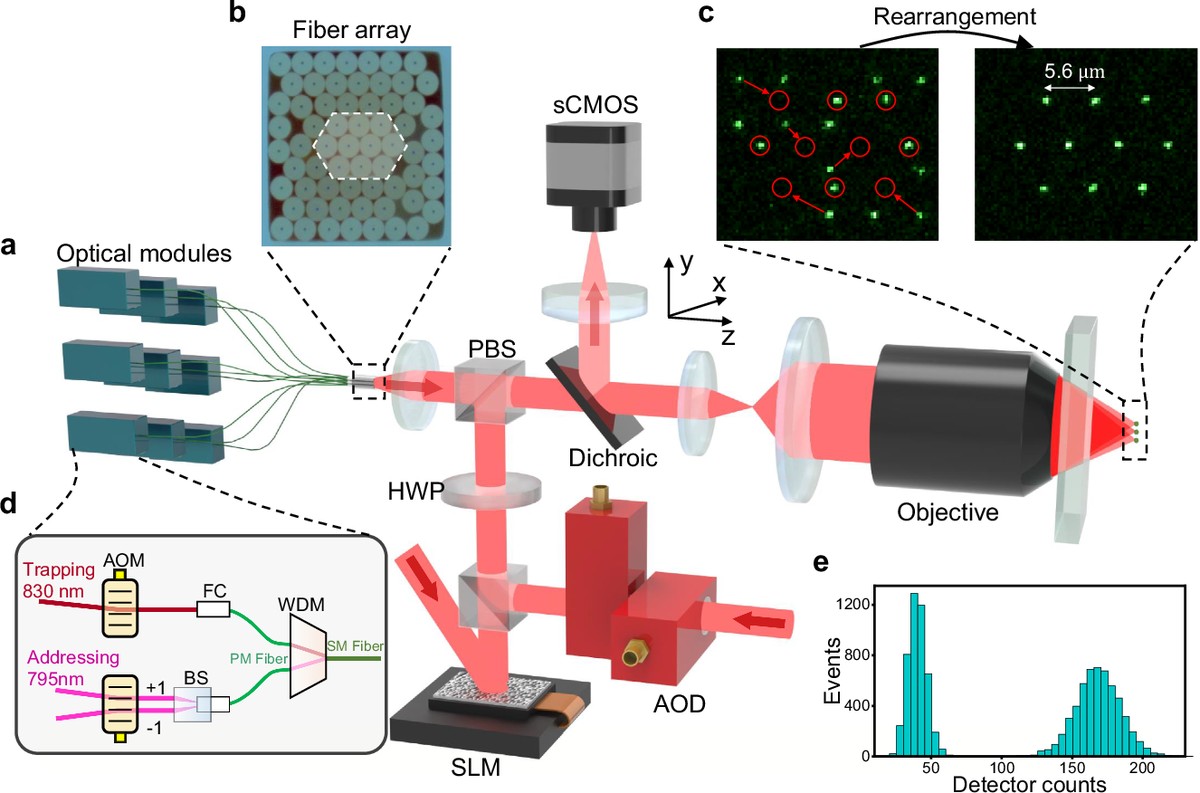 b
Fiber array
c
Rearrangement
5.6 μm
sCMOS
a
Optical modules
y
x
z
PBS
Dichroic
Objective
HWP
d
AOM
Trapping
830 nm
FC
WDM
PM Fiber
SM Fiber
Addressing
795nm
+1
-1
BS
SLM
AOD
e
Events
1200
800
400
0
50
100
150
200
Detector counts